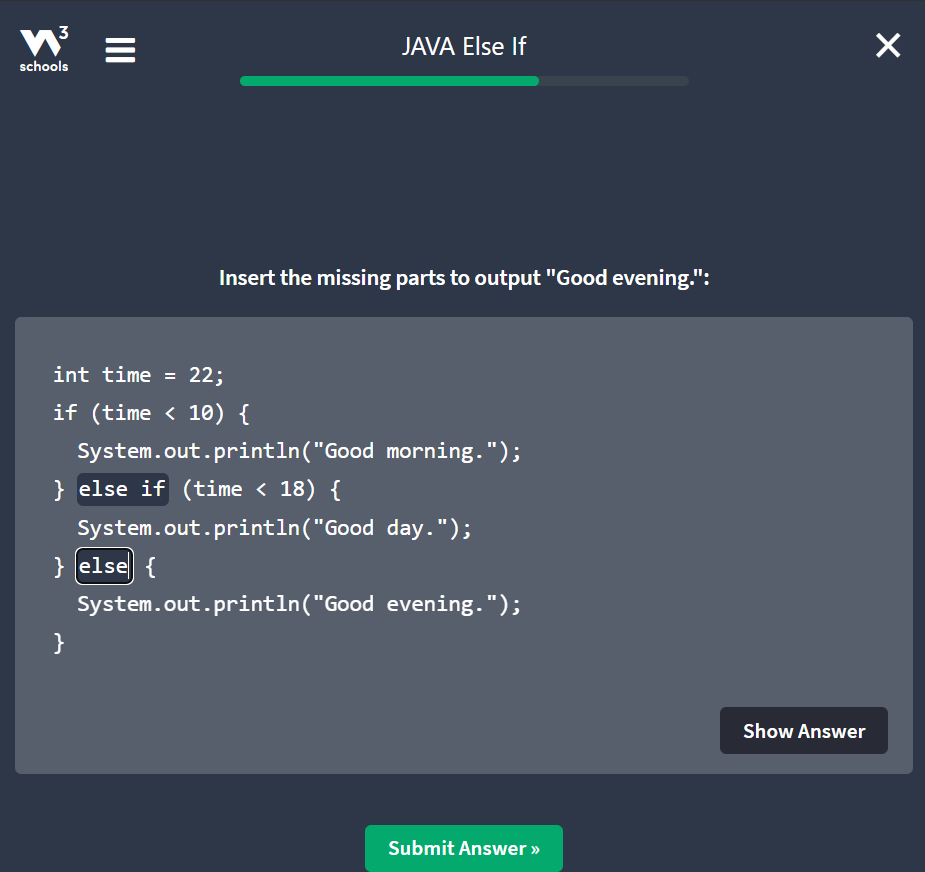 W3
schools
JAVA Else If
Insert the missing parts to output "Good evening.":
int time = 22;
if (time < 10) {
  System.out.println("Good morning.");
} else if (time < 18) {
  System.out.println("Good day.");
} else {
  System.out.println("Good evening.");
}
Show Answer
Submit Answer »